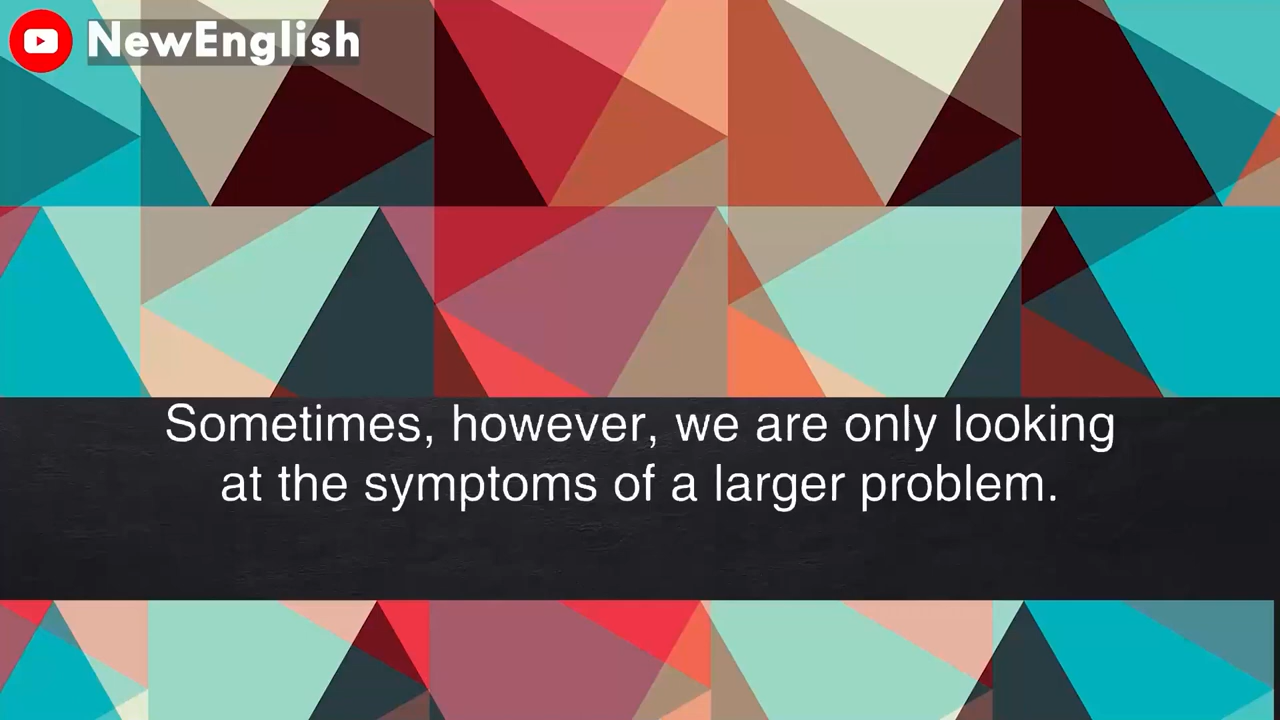 NewEnglish
Sometimes, however, we are only looking
at the symptoms of a larger problem.